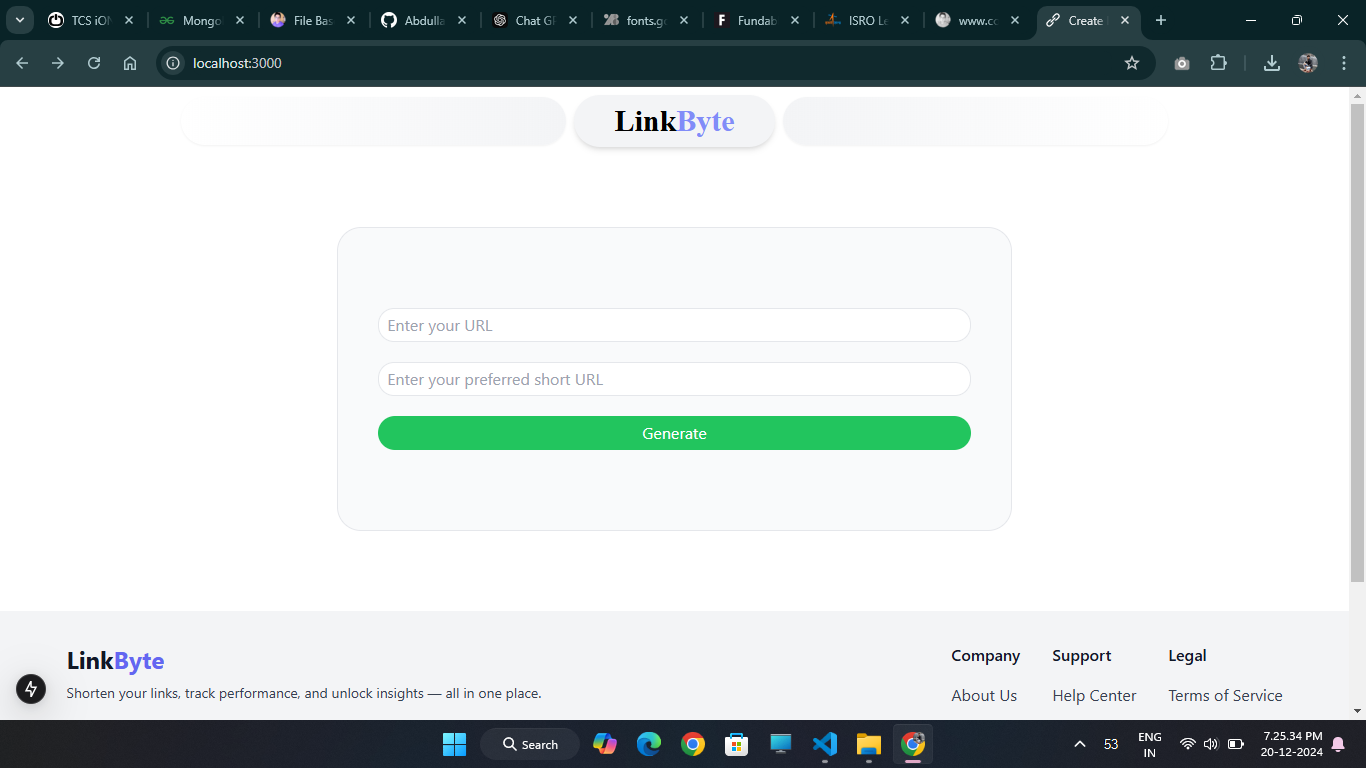 TCS iON
Mongo
File Bas
Abdulla
Chat GP
fonts.go
Fundab
ISRO Le
www.cc
Create
localhost:3000
LinkByte
Enter your URL
Enter your preferred short URL
Generate
LinkByte
Shorten your links, track performance, and unlock insights — all in one place.
Company Support Legal
About Us Help Center Terms of Service
Search
53
ENG
IN
7.25.34 PM
20-12-2024